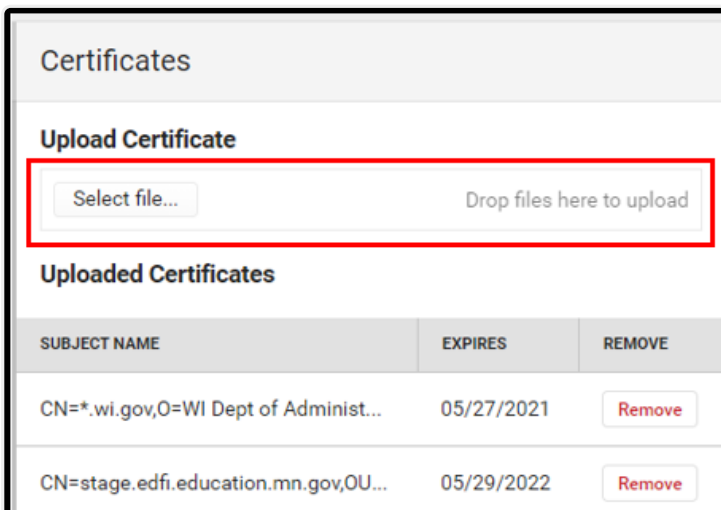 Certificates
Upload Certificate
Select file... Drop files here to upload
Uploaded Certificates
SUBJECT NAME EXPIRES REMOVE
CN=*.wi.gov,O=WI Dept of Administ... 05/27/2021 Remove
CN=stage.edfi.education.mn.gov,OU... 05/29/2022 Remove